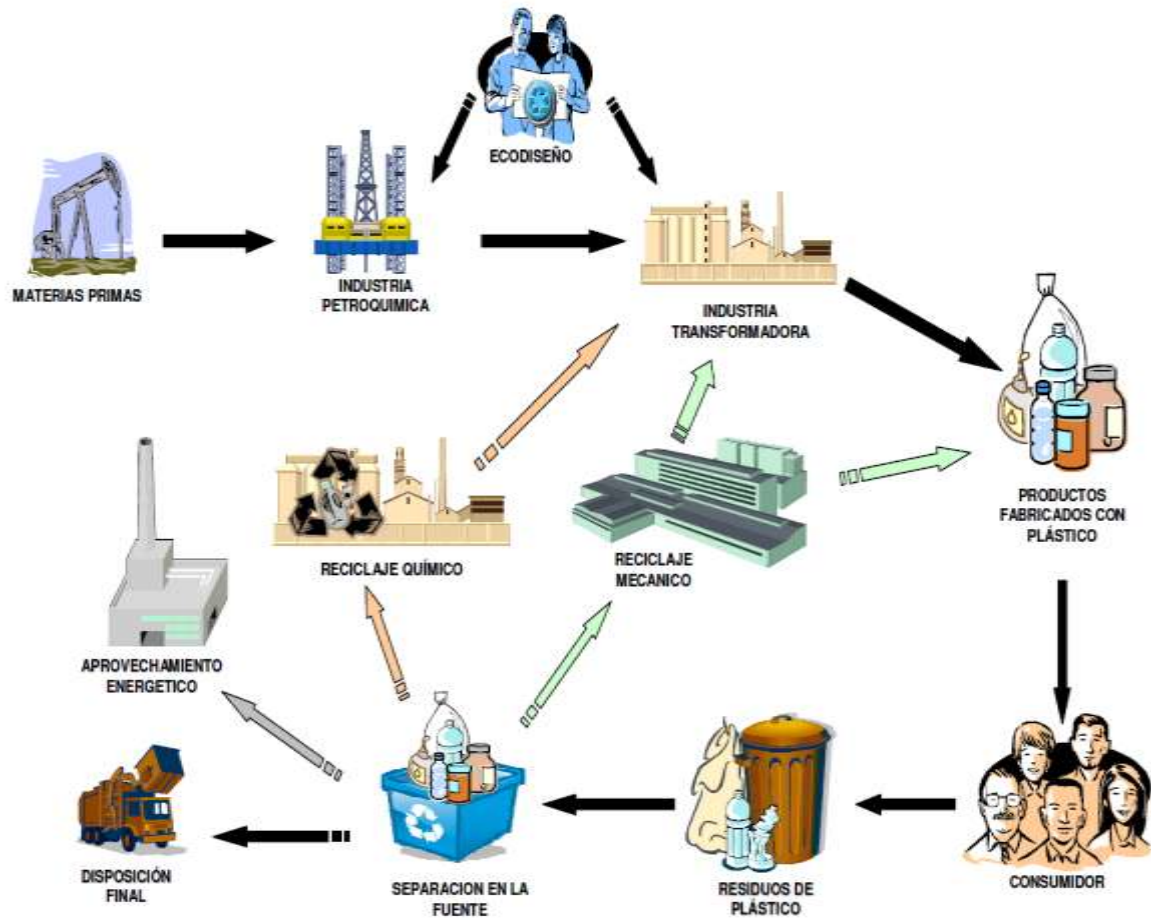 ECODISEÑO
MATERIAS PRIMAS
INDUSTRIA
PETROQUIMICA
INDUSTRIA
TRANSFORMADORA
PRODUCTOS
FABRICADOS CON
PLÁSTICO
RECICLAJE QUÍMICO
RECICLAJE
MECANICO
APROVECHAMIENTO
ENERGETICO
DISPOSICIÓN
FINAL
SEPARACION EN LA
FUENTE
RESIDUOS DE
PLÁSTICO
CONSUMIDOR